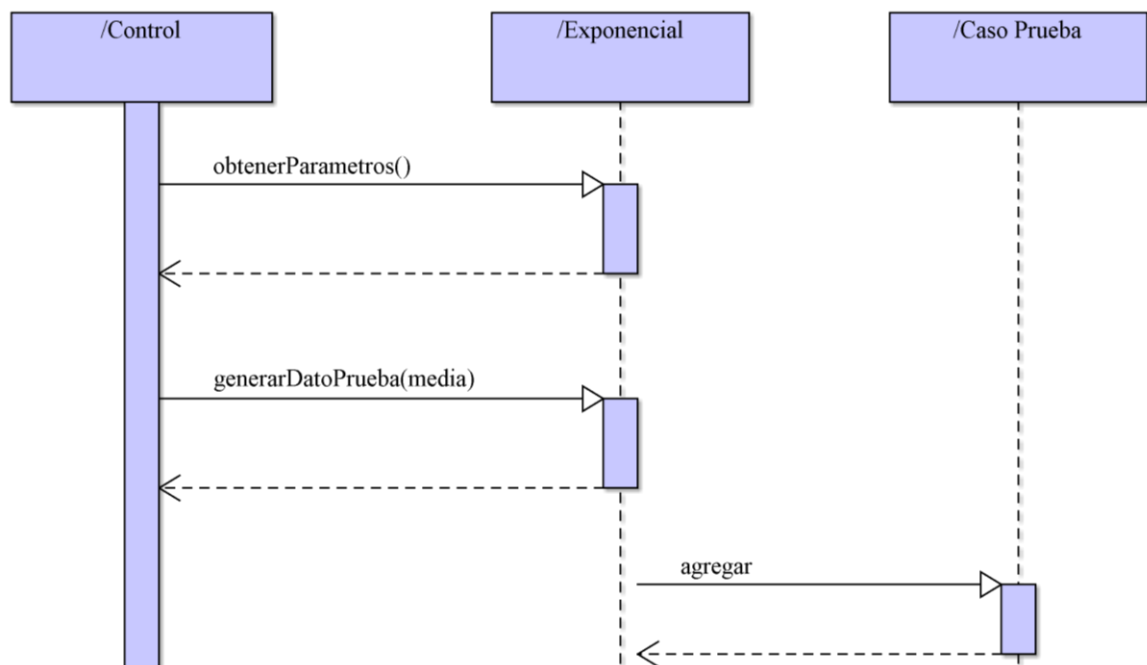 /Control
/Exponencial
/Caso Prueba
obtenerParametros()
generarDatoPrueba(media)
agregar